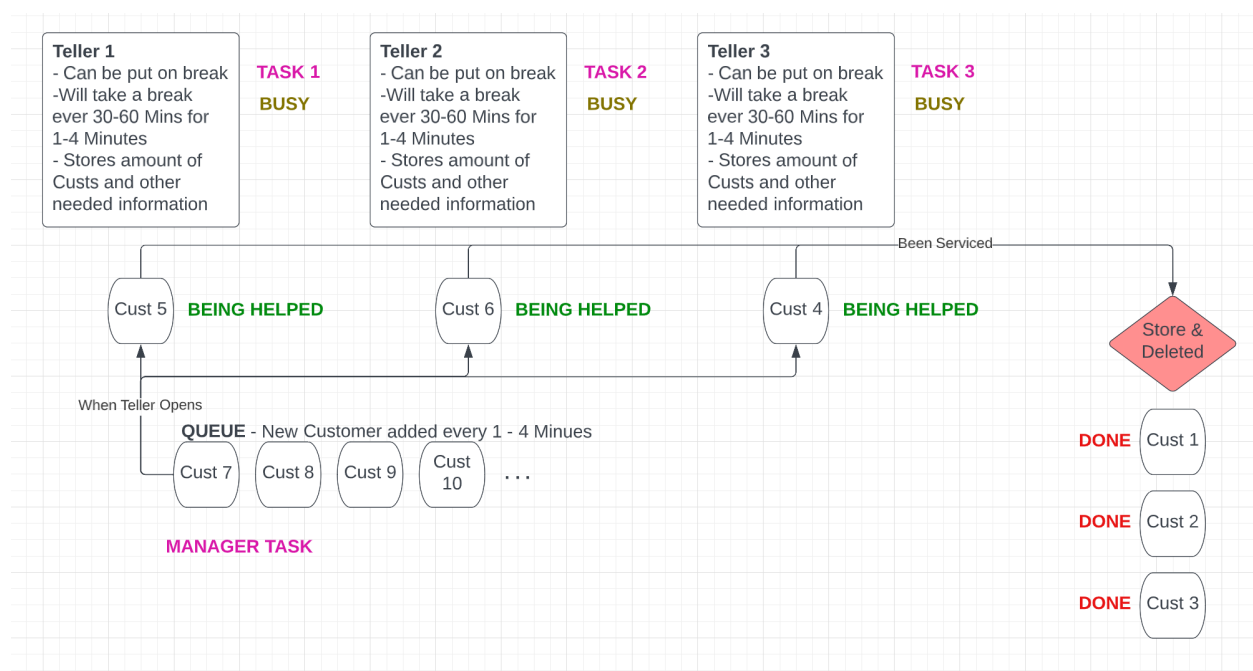 Teller 1
- Can be put on break
-Will take a break
ever 30-60 Mins for
1-4 Minutes
- Stores amount of
Custs and other
needed information
TASK 1
BUSY
Teller 2
- Can be put on break
-Will take a break
ever 30-60 Mins for
1-4 Minutes
- Stores amount of
Custs and other
needed information
TASK 2
BUSY
Teller 3
- Can be put on break
-Will take a break
ever 30-60 Mins for
1-4 Minutes
- Stores amount of
Custs and other
needed information
TASK 3
BUSY
Been Serviced
Cust 5
BEING HELPED
Cust 6
BEING HELPED
Cust 4
BEING HELPED
Store &
Deleted
When Teller Opens
QUEUE - New Customer added every 1 - 4 Minues
Cust 7
Cust 8
Cust 9
Cust
10
...
MANAGER TASK
DONE
Cust 1
DONE
Cust 2
DONE
Cust 3